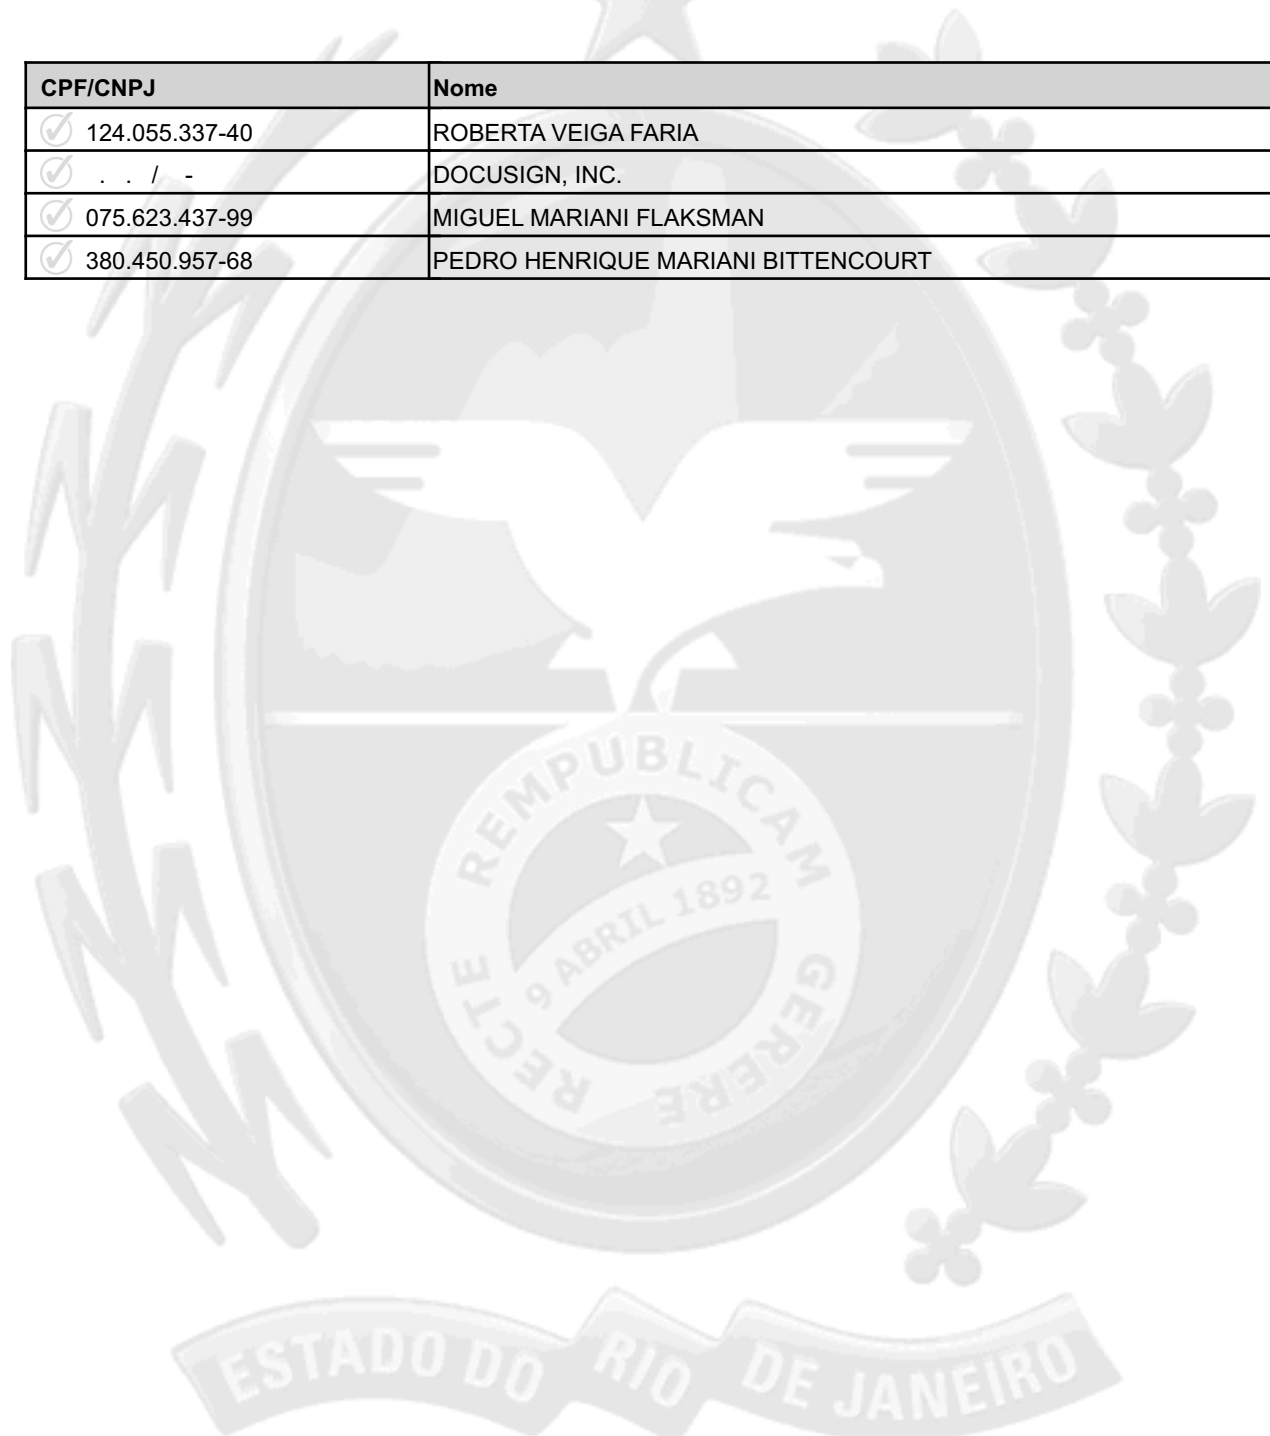 CPF/CNPJ Nome
124.055.337-40 ROBERTA VEIGA FARIA
. . / - DOCUSIGN, INC.
075.623.437-99 MIGUEL MARIANI FLAKSMAN
380.450.957-68 PEDRO HENRIQUE MARIANI BITTENCOURT
RECTE REMPUBLICAM GERERE
9 ABRIL 1892
ESTADO DO RIO DE JANEIRO